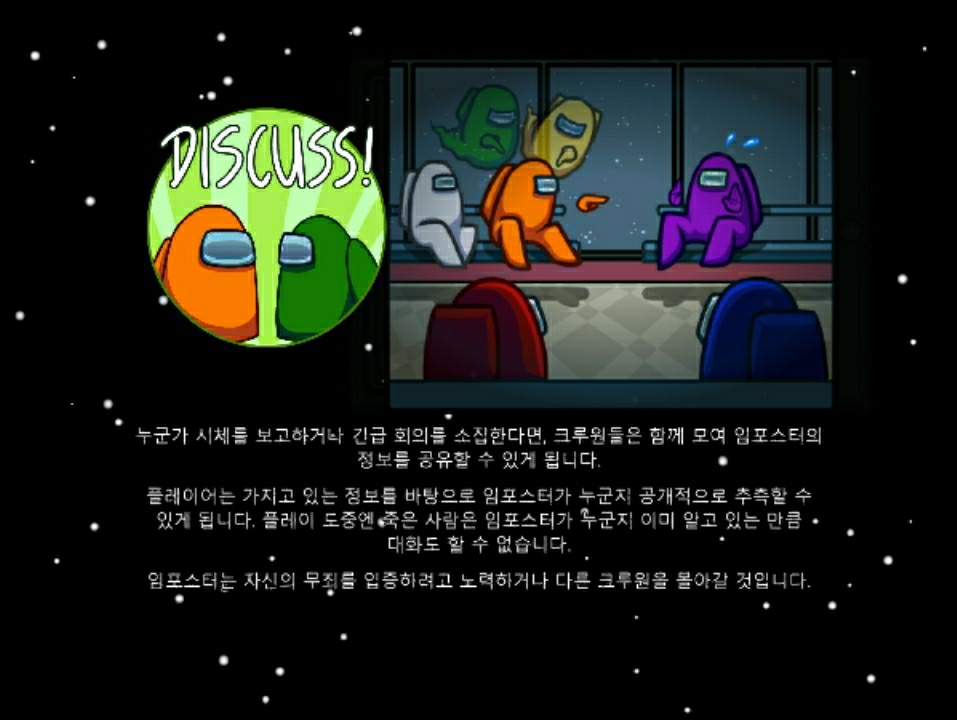 DISCUSS!
누군가 시체를 보고하거나 긴급 회의를 소집한다면, 크루원들은 함께 모여 임포스터의
정보를 공유할 수 있게 됩니다.
플레이어는 가지고 있는 정보를 바탕으로 임포스터가 누군지 공개적으로 추측할 수
있게 됩니다. 플레이 도중엔 죽은 사람은 임포스터가 누군지 이미 알고 있는 만큼
대화도 할 수 없습니다.
임포스터는 자신의 무죄를 입증하려고 노력하거나 다른 크루원을 몰아갈 것입니다.